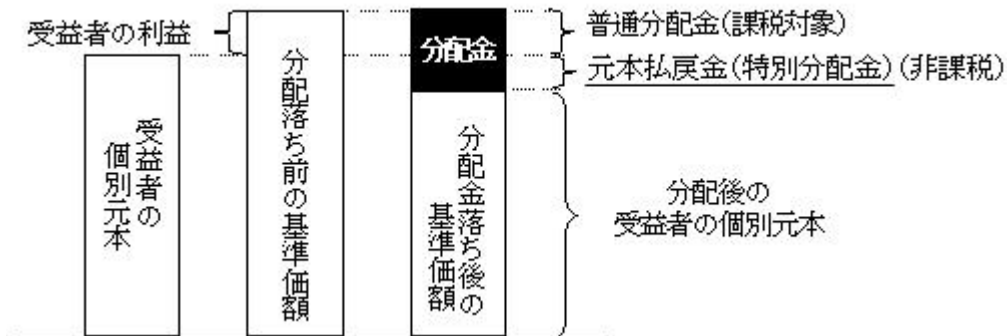 受益者の利益
受益者の
個別元本
分配落ち前の基準価額
分配金
分配金落ち後の
基準価額
普通分配金(課税対象)
元本払戻金(特別分配金)(非課税)
分配後の
受益者の個別元本